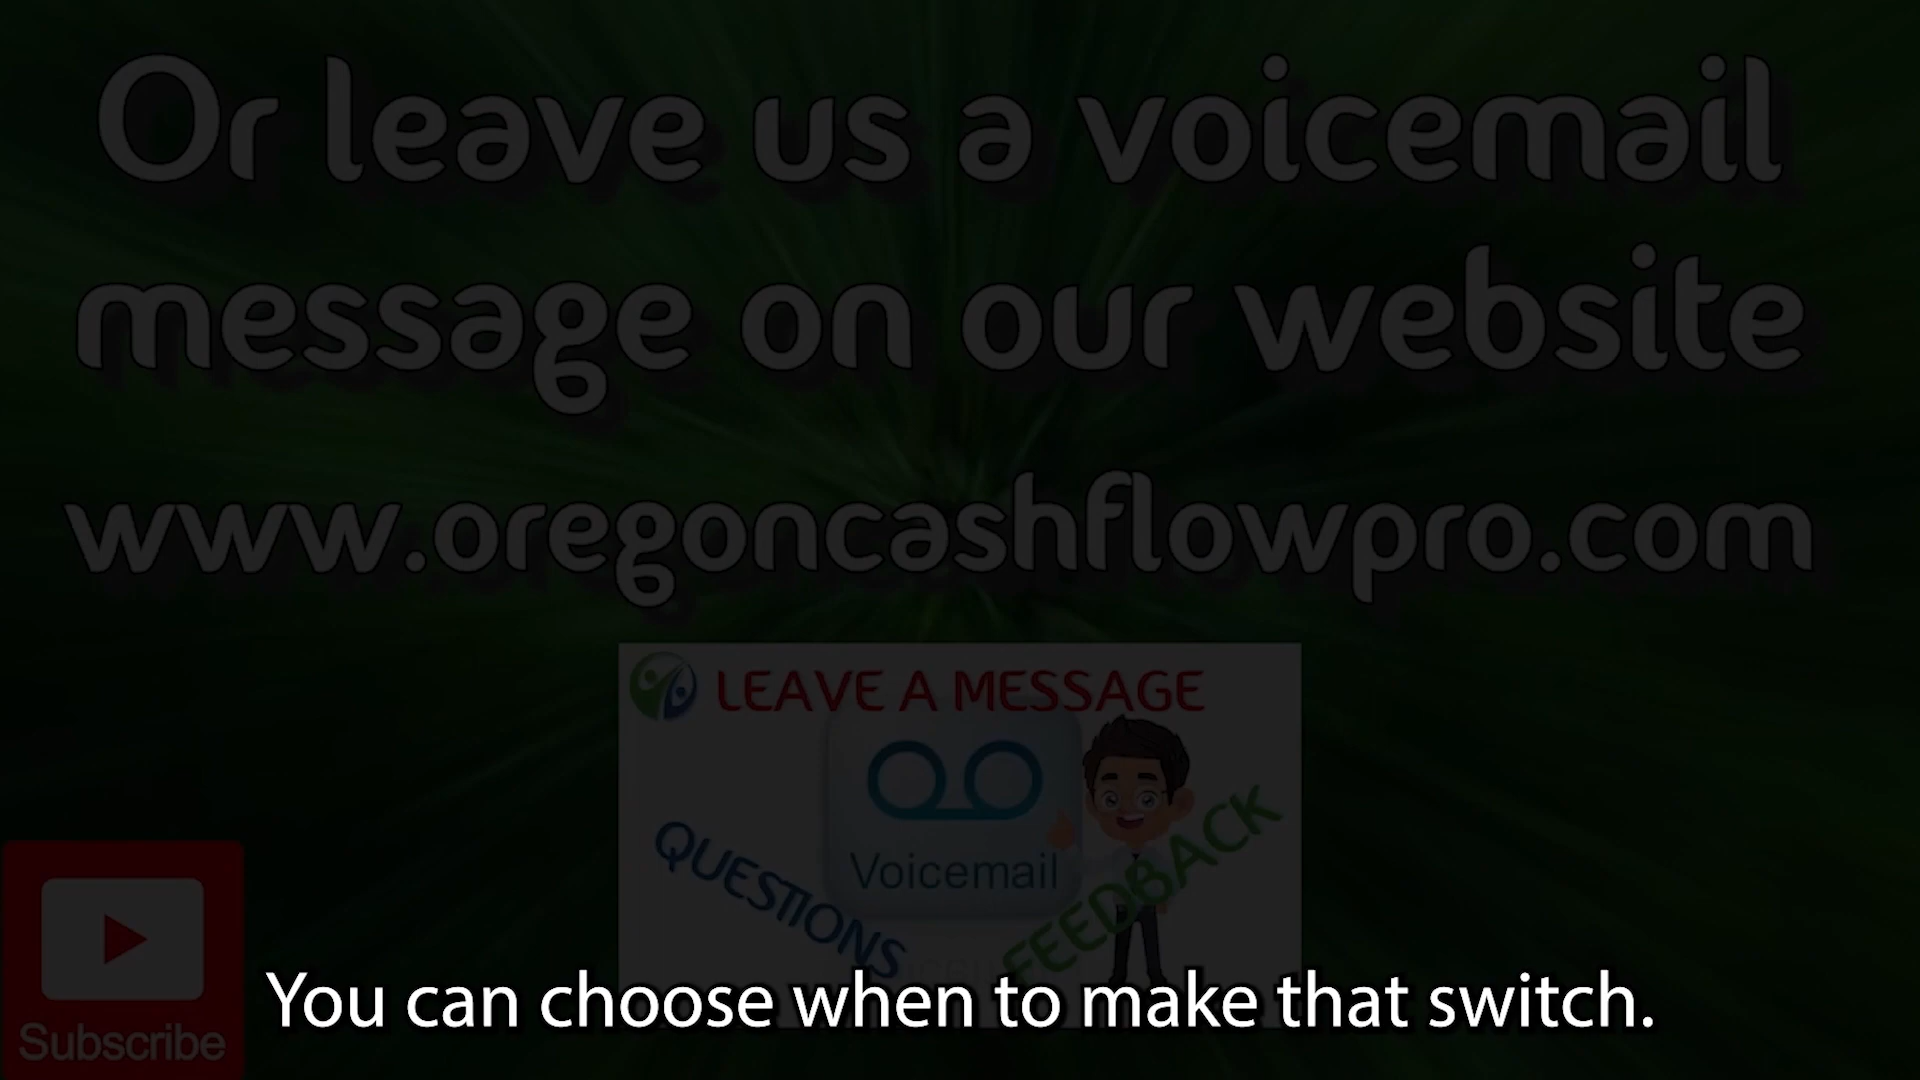 Or leave us a voicemail
message on our website
www.oregoncashflowpro.com
LEAVE A MESSAGE
Voicemail
QUESTIONS
FEEDBACK
You can choose when to make that switch.
Subscribe